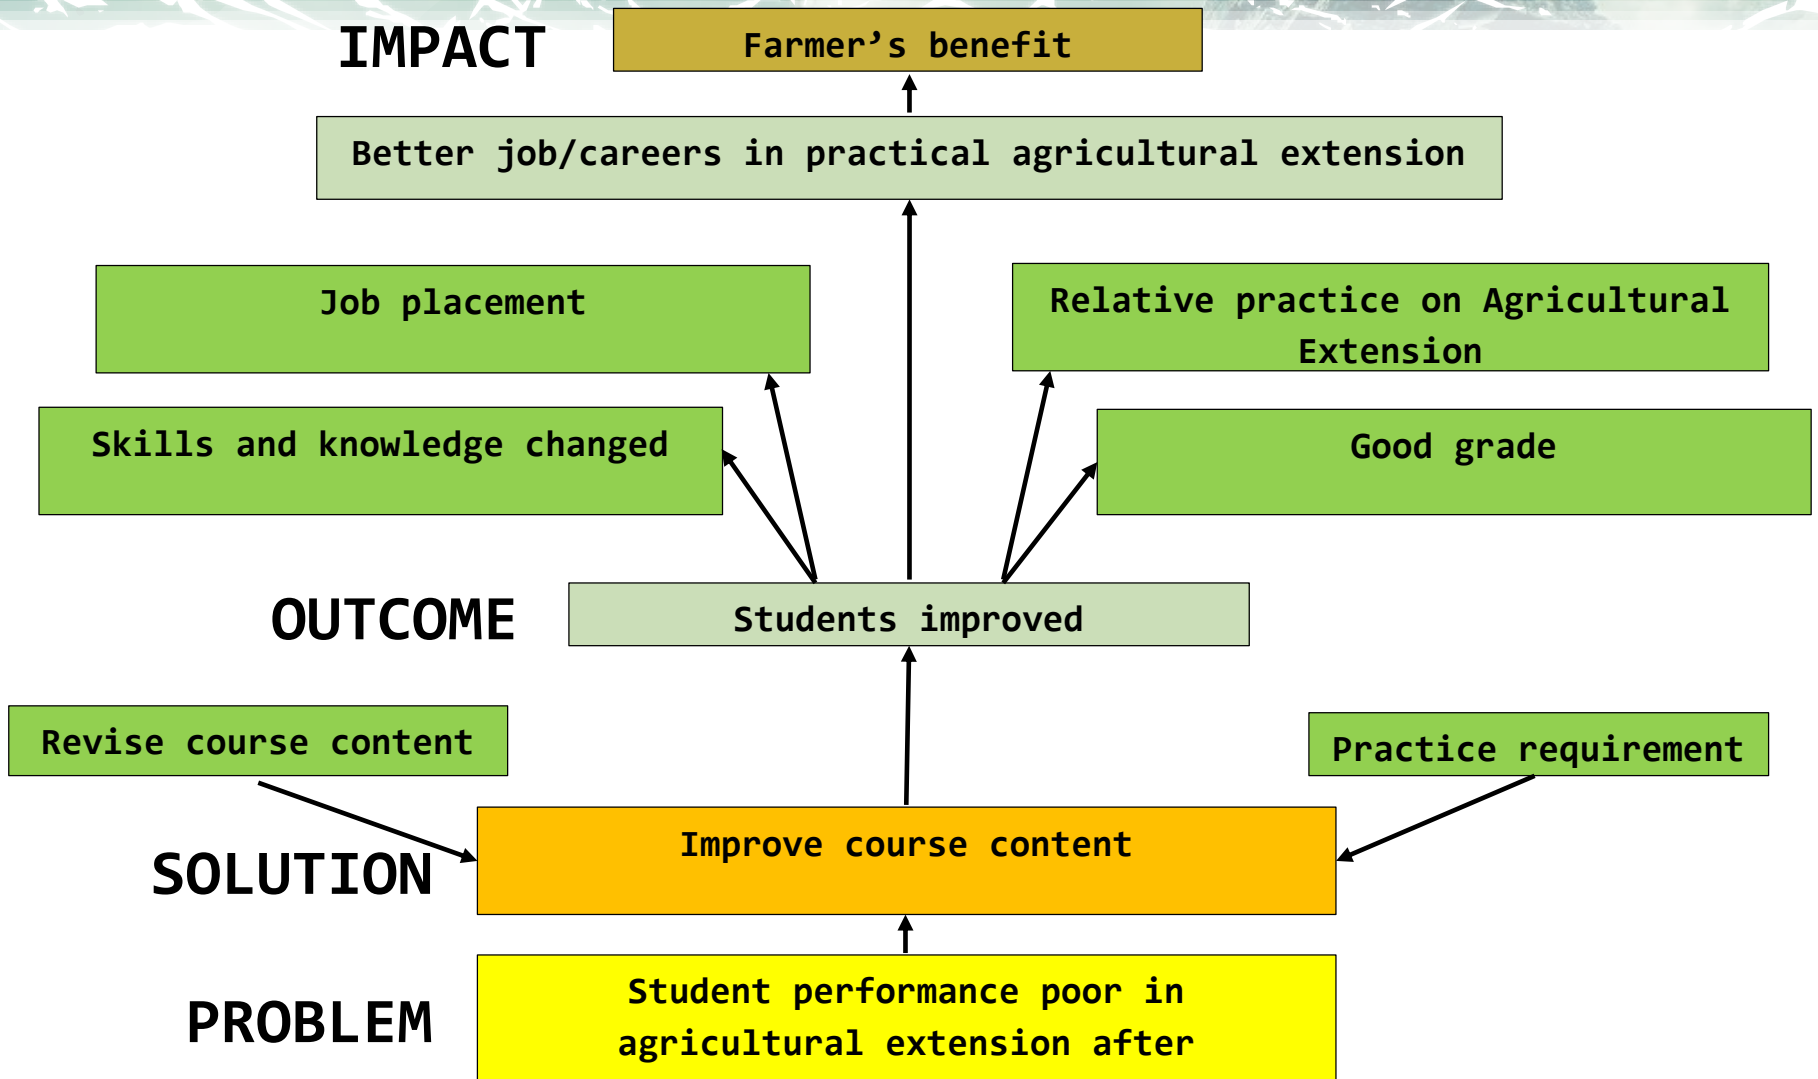 IMPACT
Farmer’s benefit
Better job/careers in practical agricultural extension
Job placement
Relative practice on Agricultural
Extension
Skills and knowledge changed
Good grade
OUTCOME
Students improved
Revise course content
Practice requirement
Improve course content
SOLUTION
Student performance poor in
agricultural extension after
PROBLEM